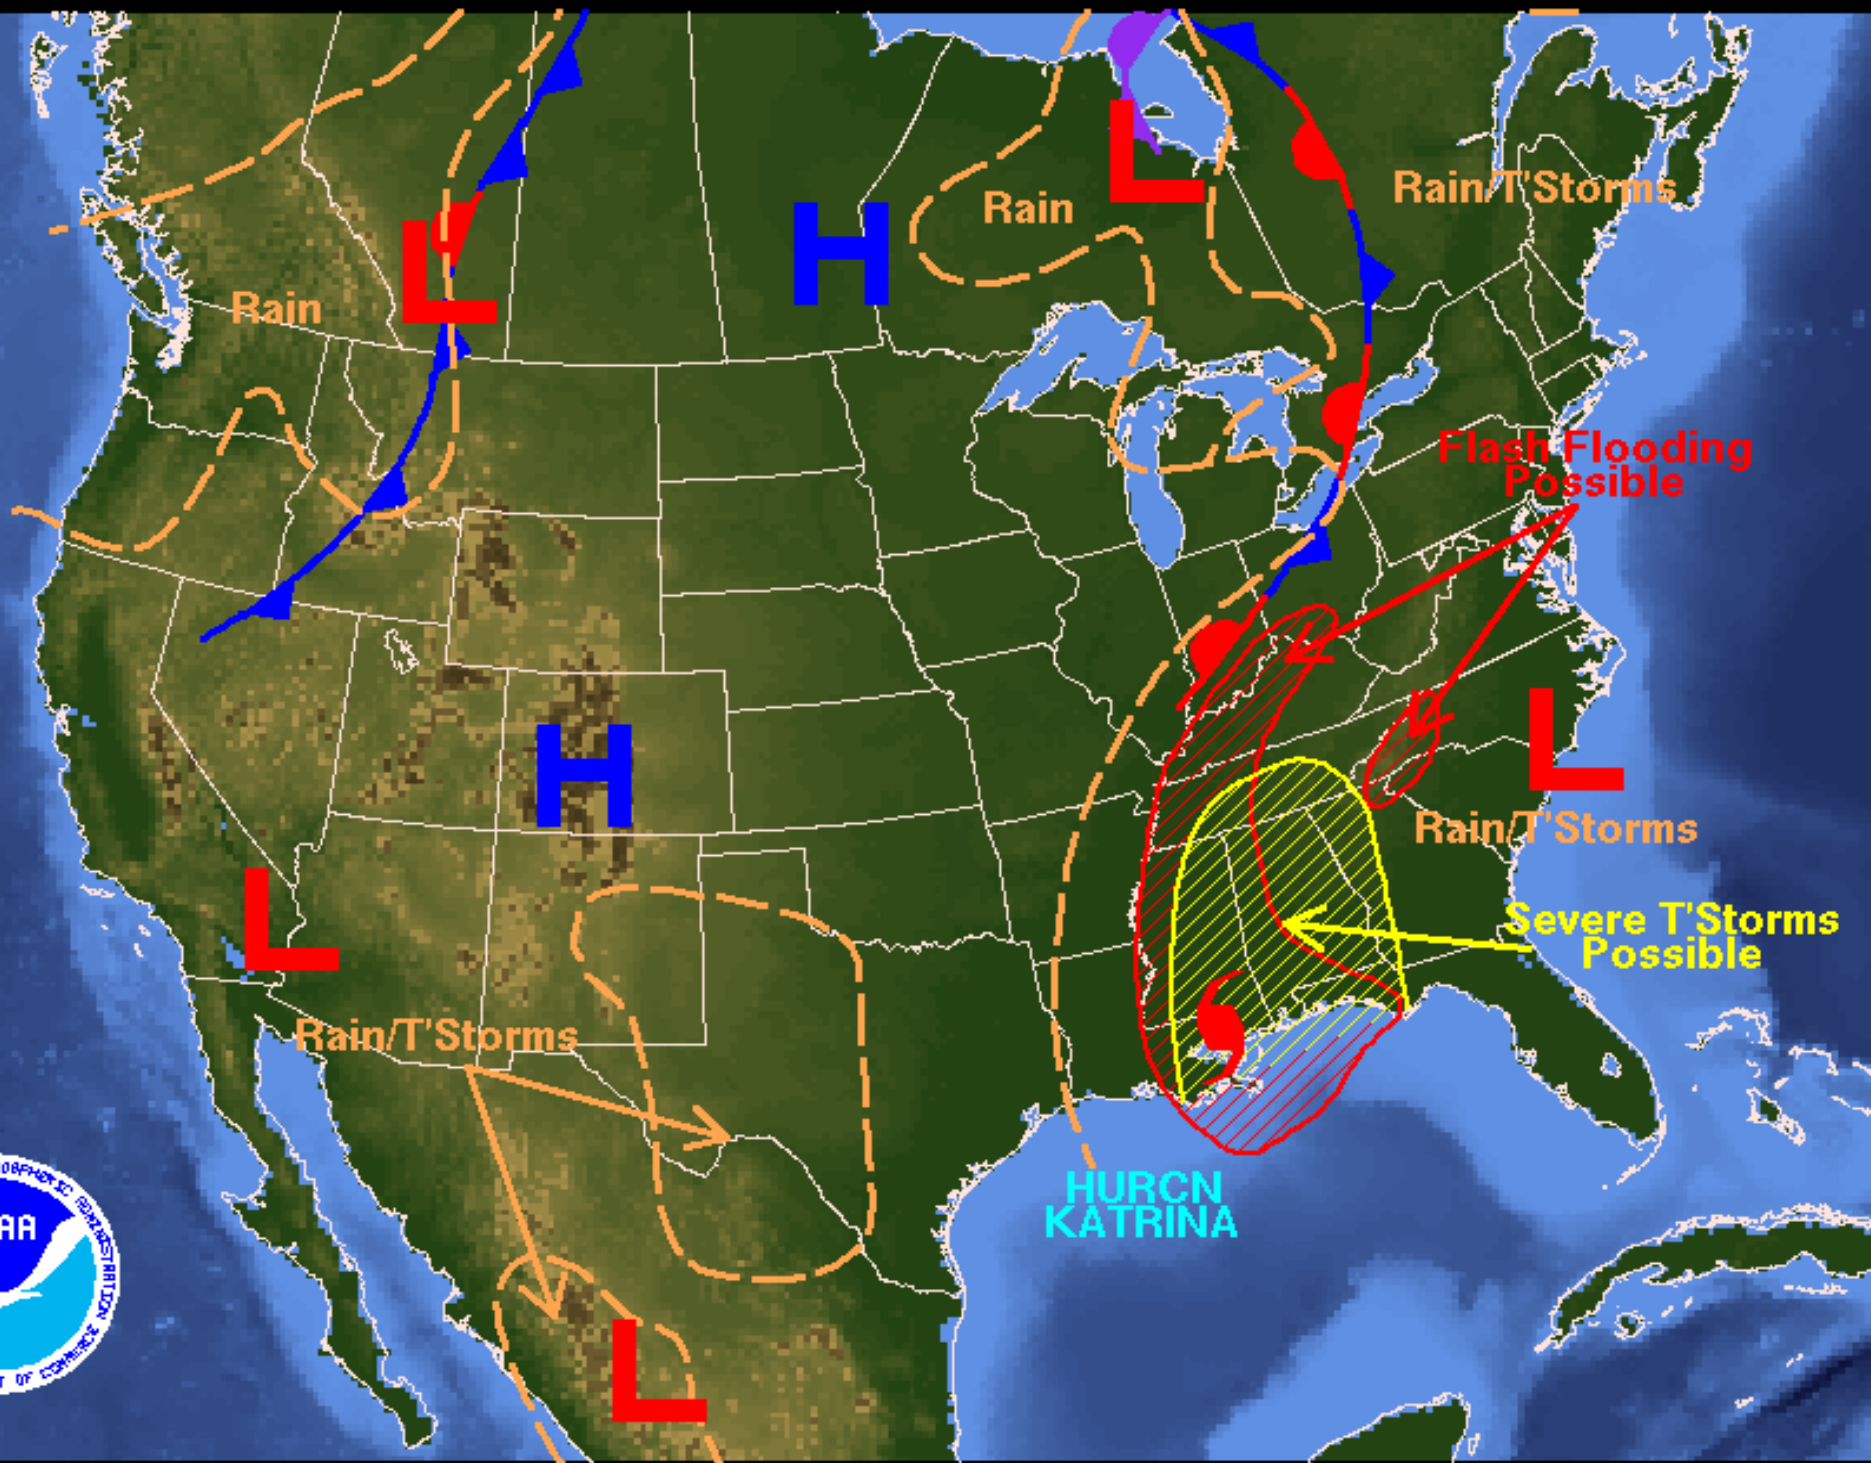 L
Rain
Rain/T'Storms
H
Rain
L
Flash Flooding
Possible
L
H
Rain/T'Storms
L
Severe T'Storms
Possible
Rain/T'Storms
HURCN
KATRINA
L